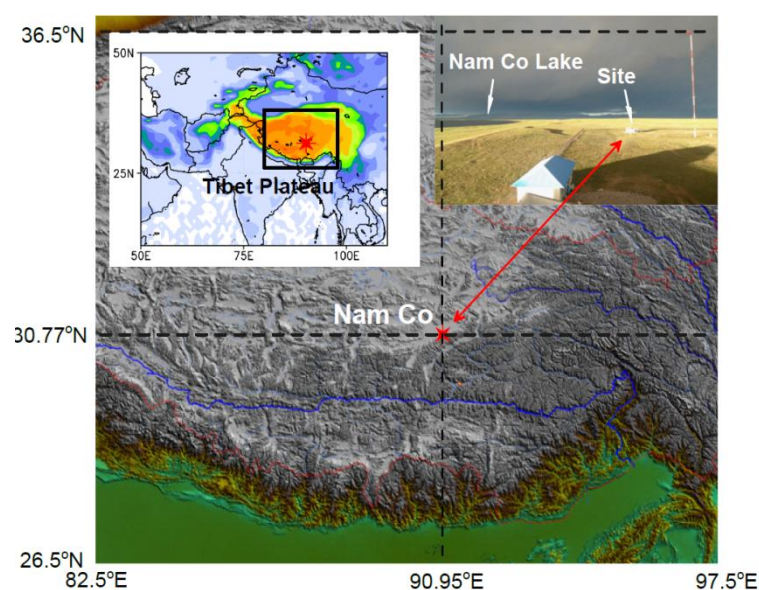 36.5°N
50N
25N
50E
75E
100E
Tibet Plateau
Nam Co Lake
Site
Nam Co
30.77°N
26.5°N
82.5°E
90.95°E
97.5°E